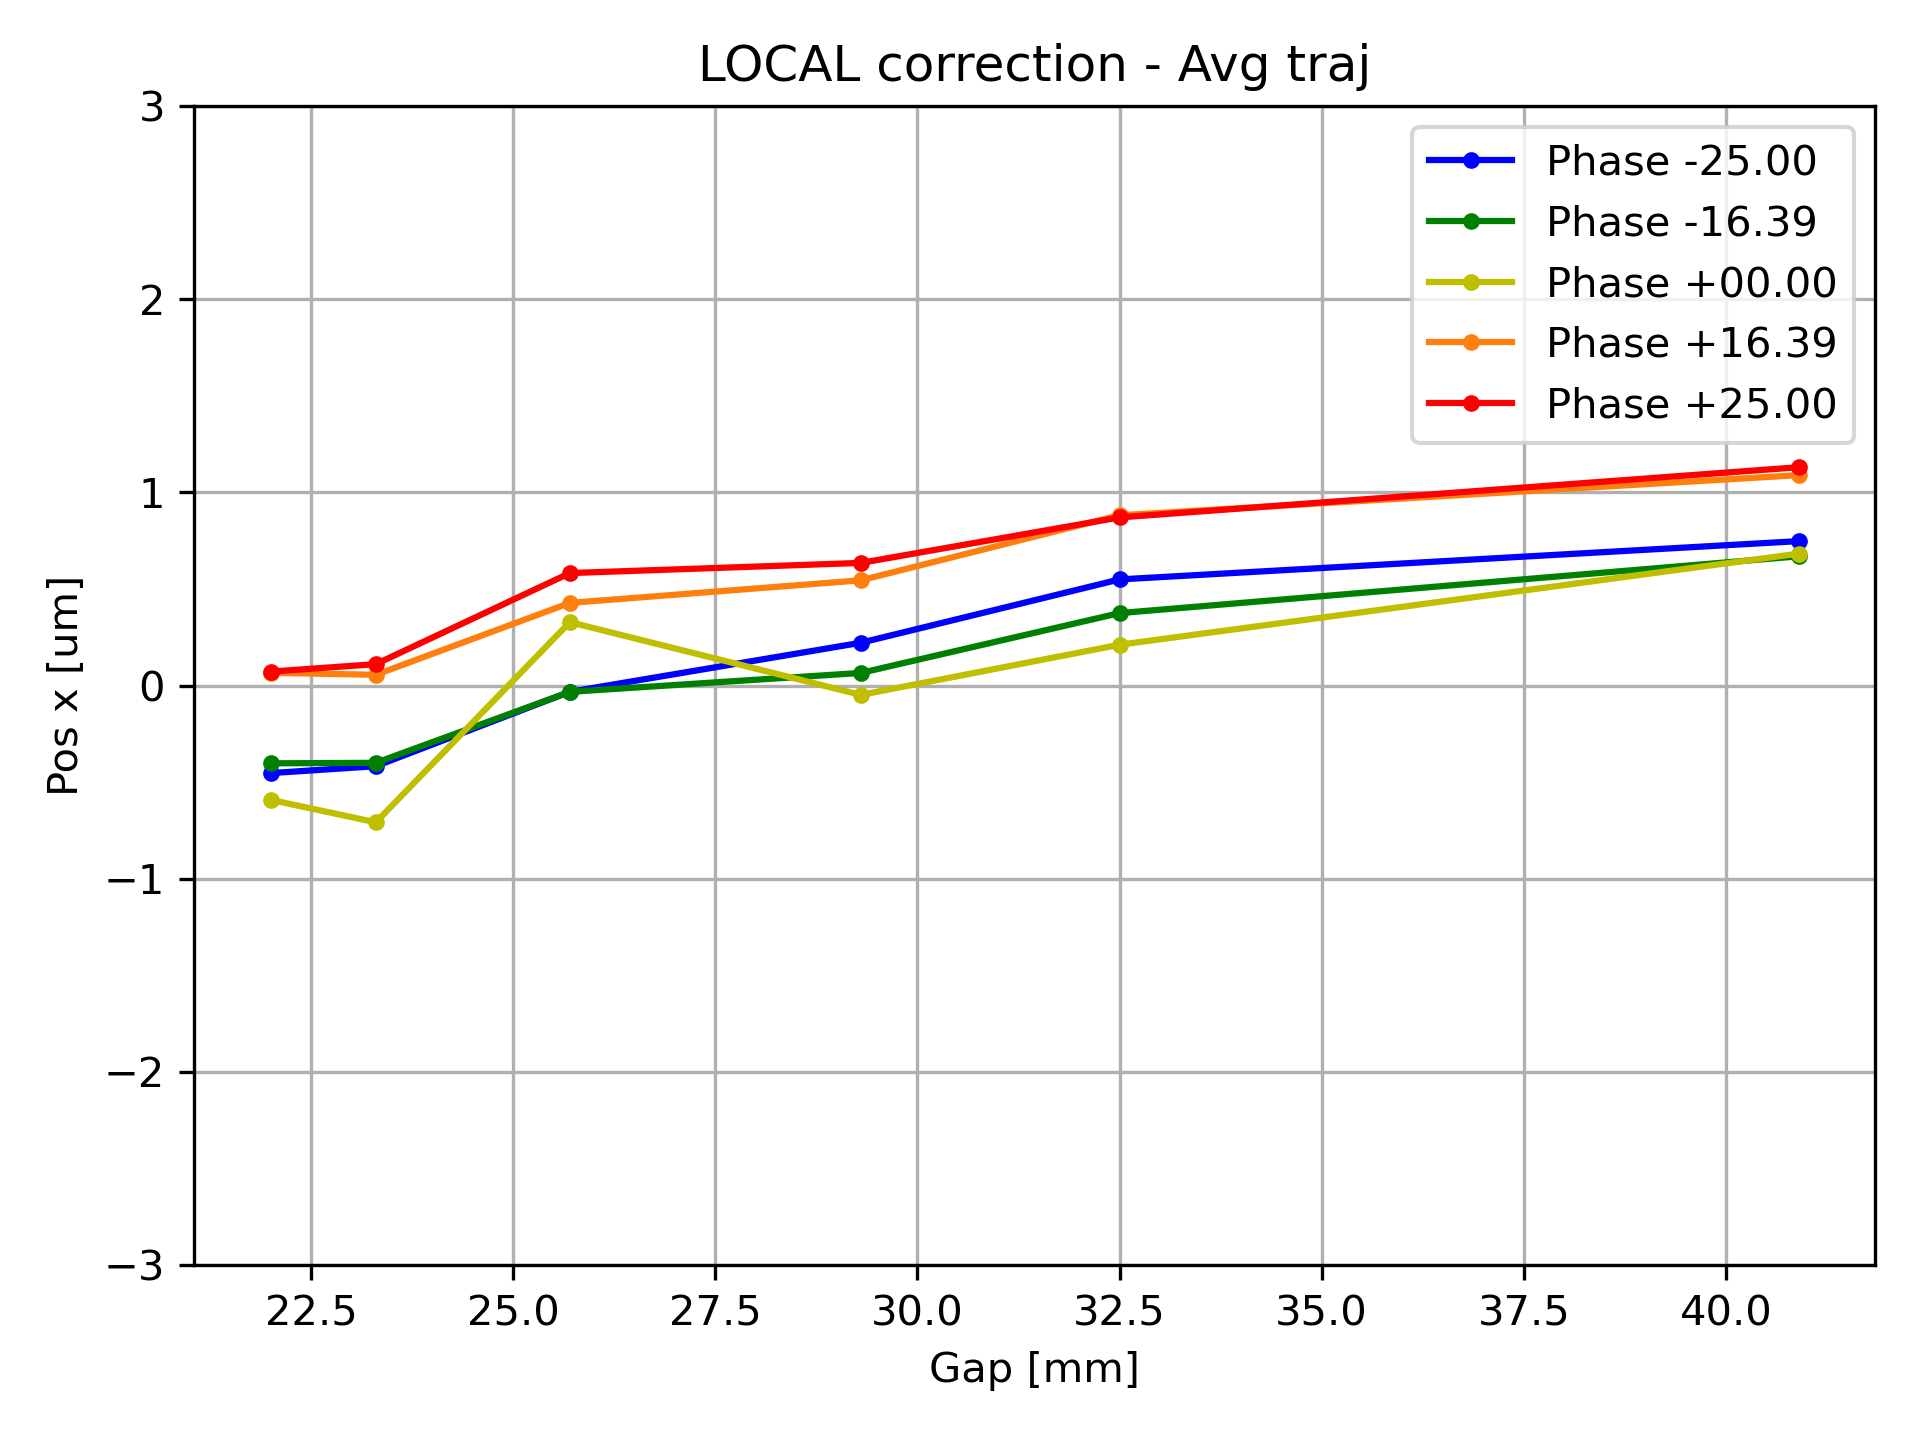 LOCAL correction - Avg traj
3
2
1
0
−1
−2
−3
Pos x [um]
Phase -25.00
Phase -16.39
Phase +00.00
Phase +16.39
Phase +25.00
22.5 25.0 27.5 30.0 32.5 35.0 37.5 40.0
Gap [mm]